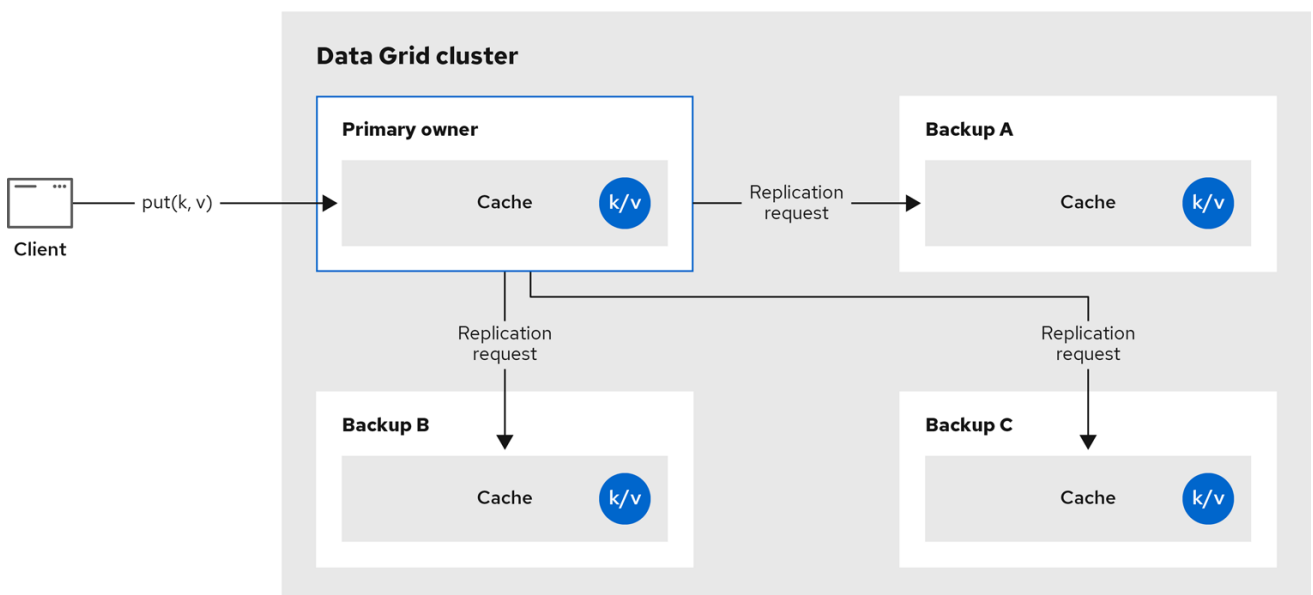 Data Grid cluster
Primary owner
Cache
k/v
Backup A
Cache
k/v
put(k, v)
Client
Replication
request
Replication
request
Replication
request
Backup B
Cache
k/v
Backup C
Cache
k/v